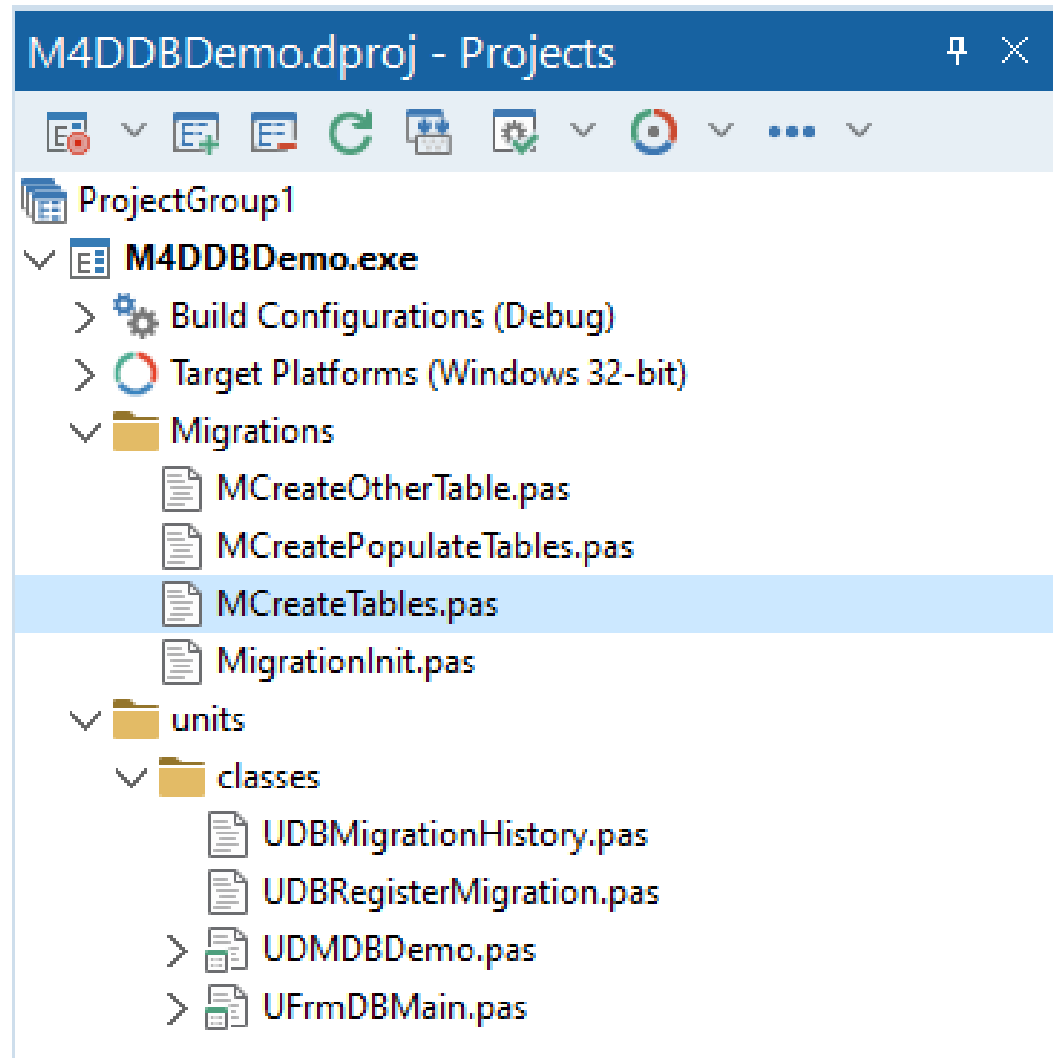 M4DDBDemo.dproj - Projects
ProjectGroup1
M4DDBDemo.exe
Build Configurations (Debug)
Target Platforms (Windows 32-bit)
Migrations
MCreateOtherTable.pas
MCreatePopulateTables.pas
MCreateTables.pas
MigrationInit.pas
units
classes
UDBMigrationHistory.pas
UDBRegisterMigration.pas
UDMDBDemo.pas
UFrmDBMain.pas